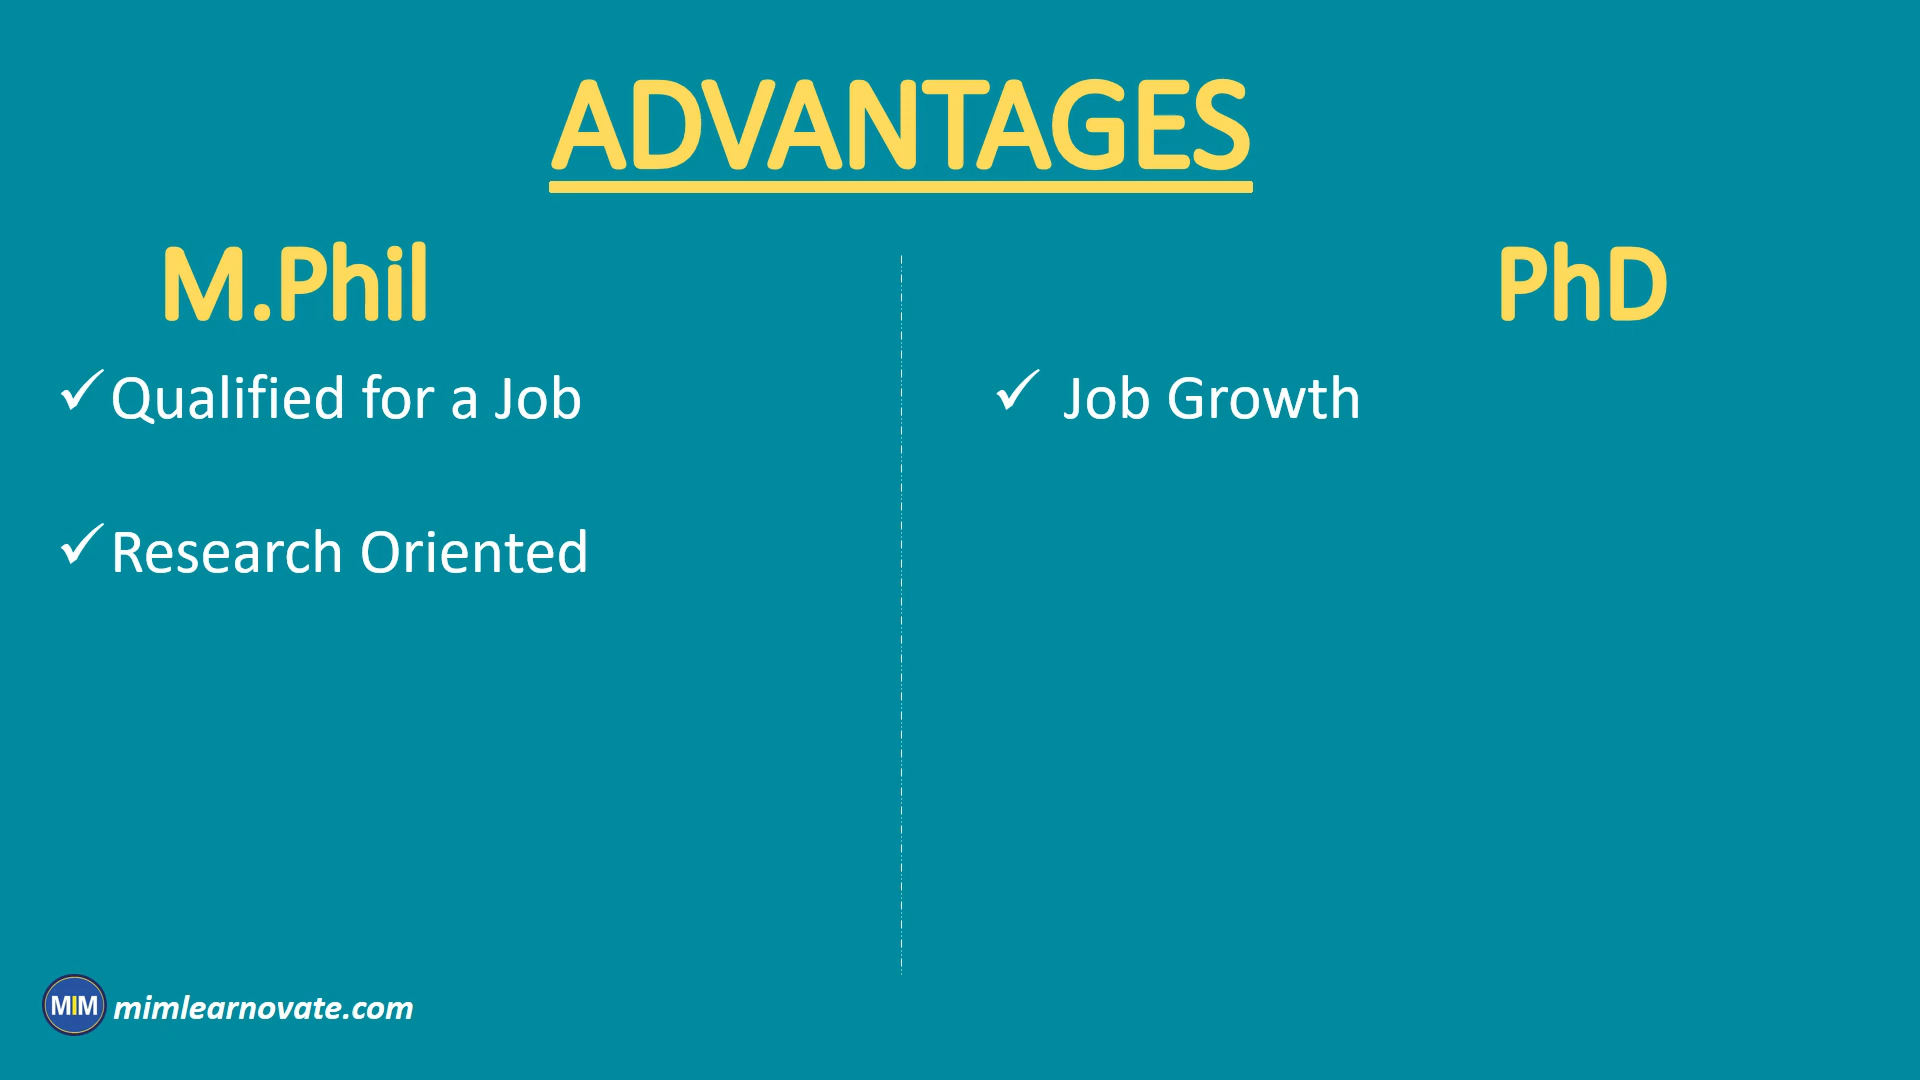 ADVANTAGES
M.Phil
✓Qualified for a Job
✓Research Oriented
PhD
✓ Job Growth
MIM mimlearnovate.com